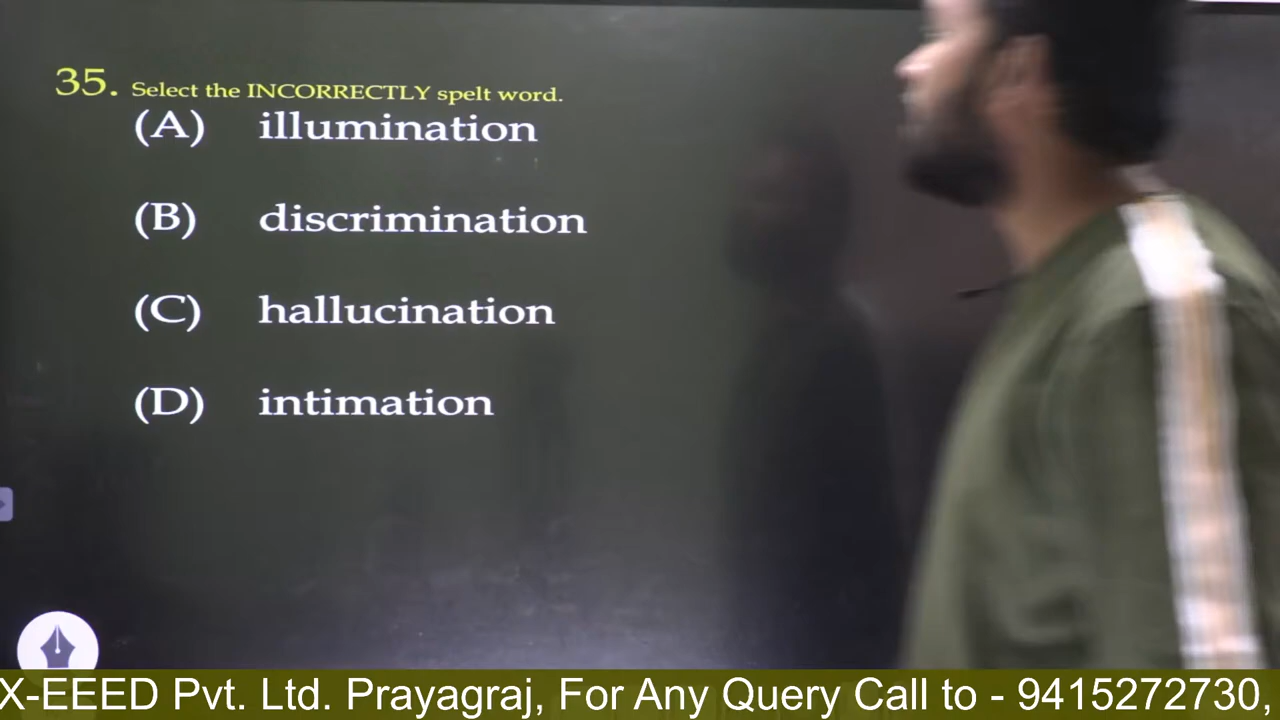 35. Select the INCORRECTLY spelt word.
(A) illumination
(B) discrimination
(C) hallucination
(D) intimation
X-EEED Pvt. Ltd. Prayagraj, For Any Query Call to - 9415272730,